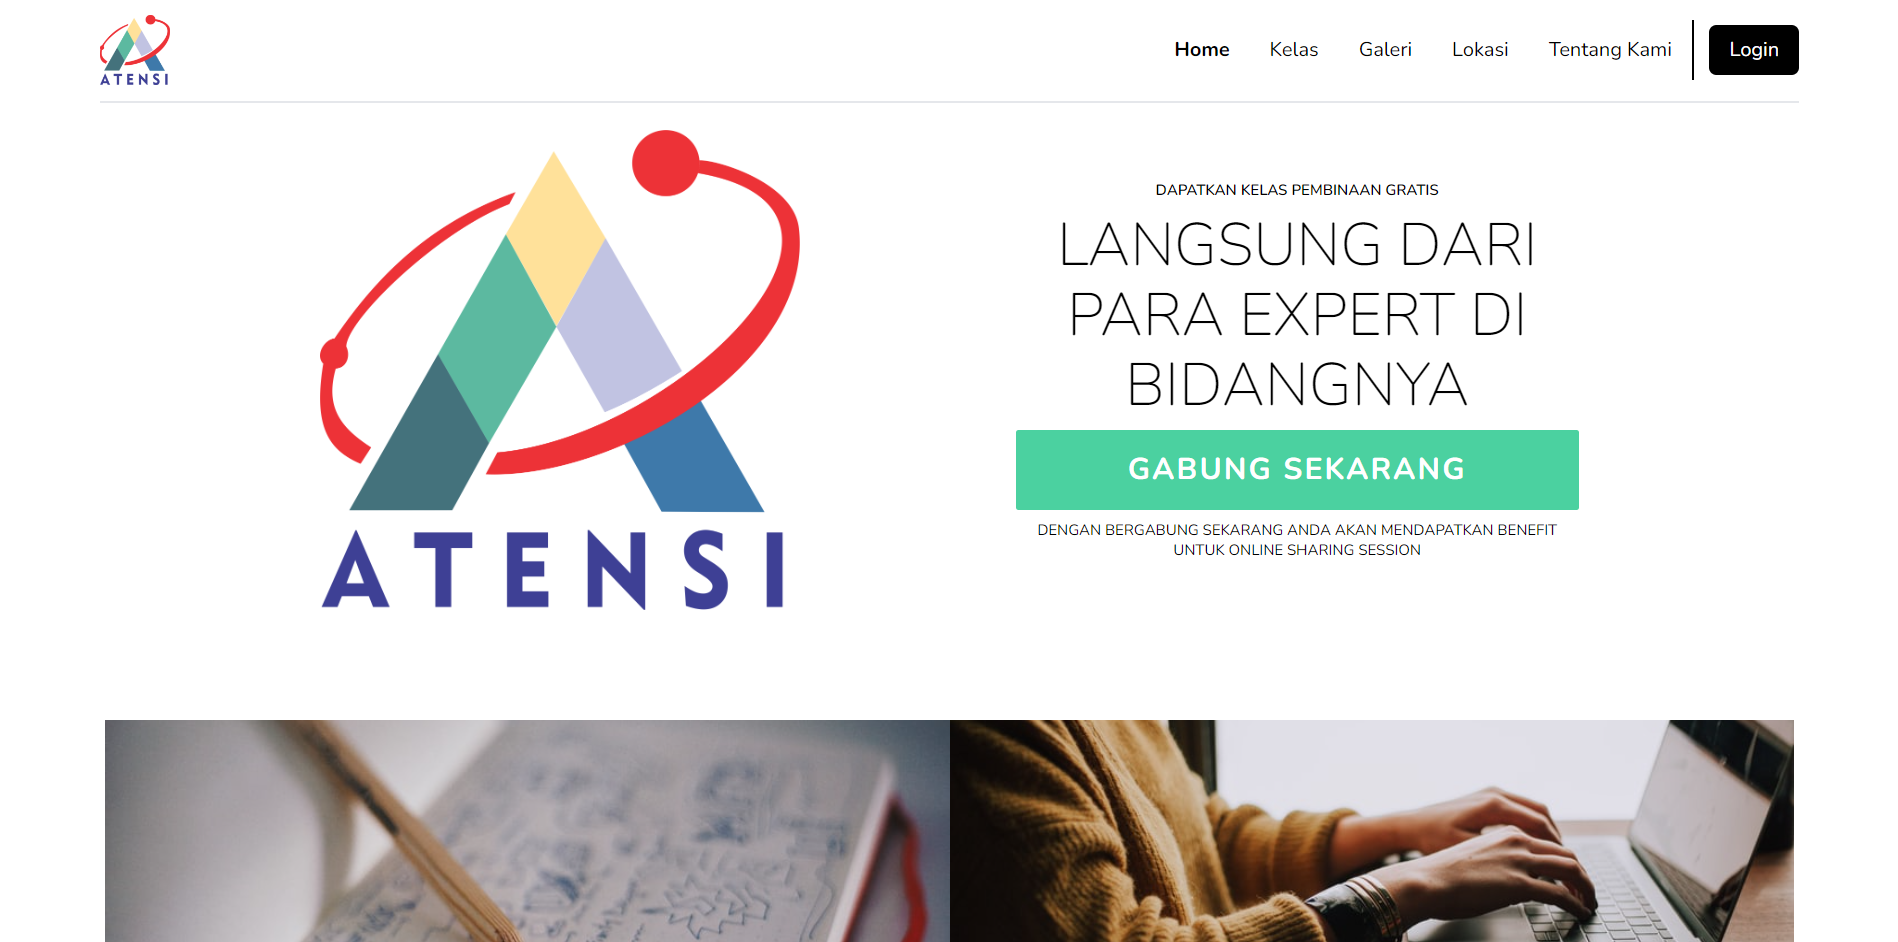 ATENSI
Home
Kelas
Galeri
Lokasi
Tentang Kami
Login
ATENSI
DAPATKAN KELAS PEMBINAAN GRATIS
LANGSUNG DARI
PARA EXPERT DI
BIDANGNYA
GABUNG SEKARANG
DENGAN BERGABUNG SEKARANG ANDA AKAN MENDAPATKAN BENEFIT
UNTUK ONLINE SHARING SESSION